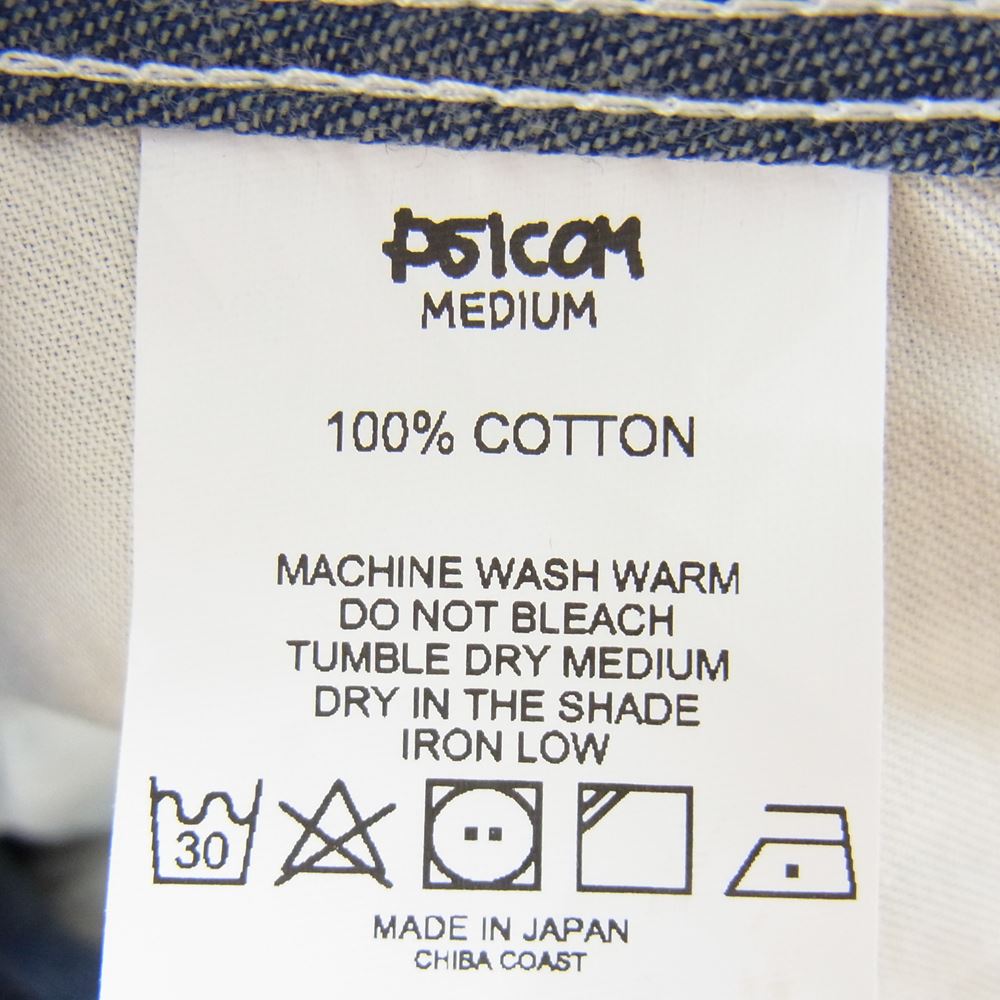 PSICOM
MEDIUM
100% COTTON
MACHINE WASH WARM
DO NOT BLEACH
TUMBLE DRY MEDIUM
DRY IN THE SHADE
IRON LOW
30
MADE IN JAPAN
CHIBA COAST